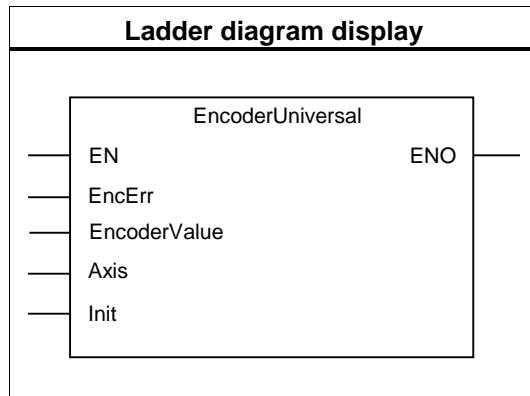 Ladder diagram display
EncoderUniversal
EN ENO
EncErr
EncoderValue
Axis
Init